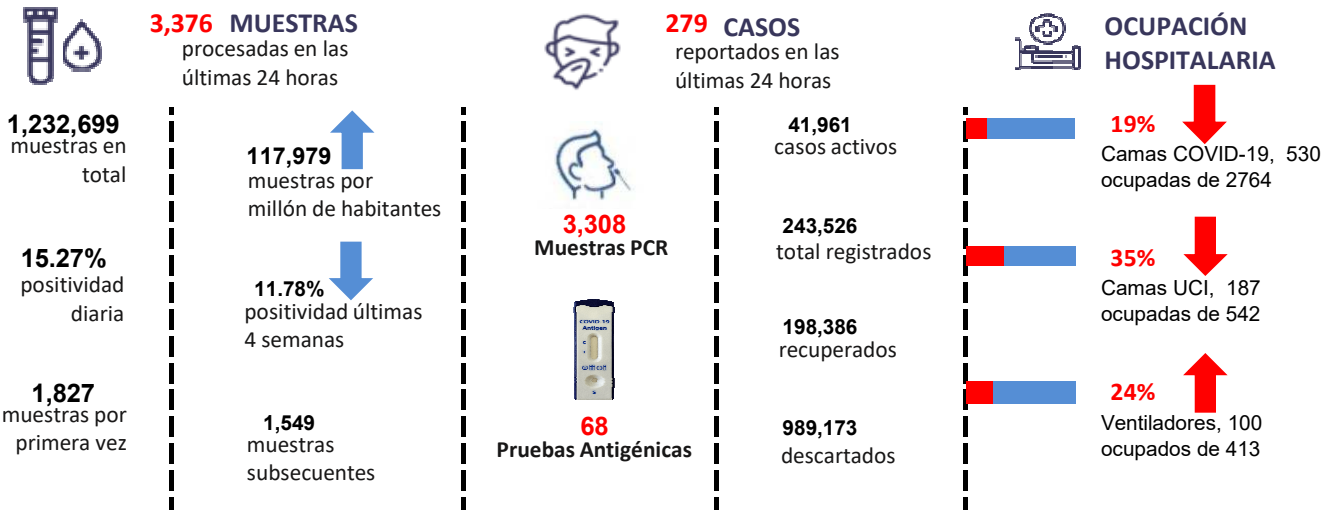 3,376 MUESTRAS
procesadas en las
últimas 24 horas
1,232,699
muestras en
total
15.27%
positividad
diaria
1,827
muestras por
primera vez
117,979
muestras por
millón de habitantes
11.78%
positividad últimas
4 semanas
1,549
muestras
subsecuentes
279 CASOS
reportados en las
últimas 24 horas
3,308
Muestras PCR
COVID-19
Antigen
68
Pruebas Antigénicas
41,961
casos activos
243,526
total registrados
198,386
recuperados
989,173
descartados
OCUPACIÓN
HOSPITALARIA
19%
Camas COVID-19, 530
ocupadas de 2764
35%
Camas UCI, 187
ocupadas de 542
24%
Ventiladores, 100
ocupados de 413